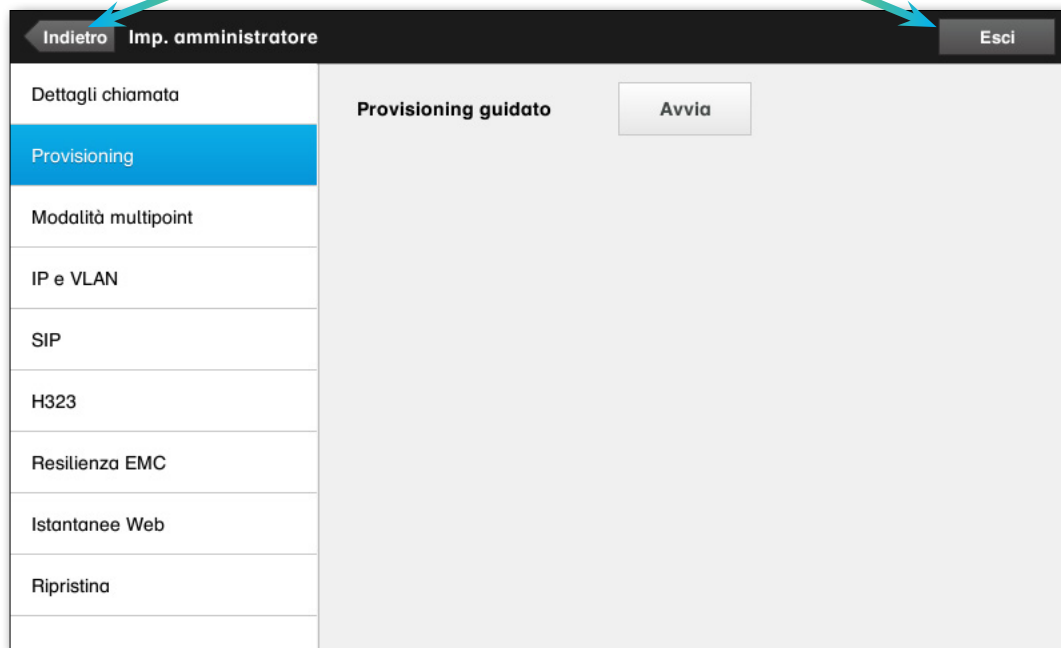 Indietro Imp. amministratore Esci
Dettagli chiamata
Provisioning guidato Avvia
Provisioning
Modalità multipoint
IP e VLAN
SIP
H323
Resilienza EMC
Istantanee Web
Ripristina